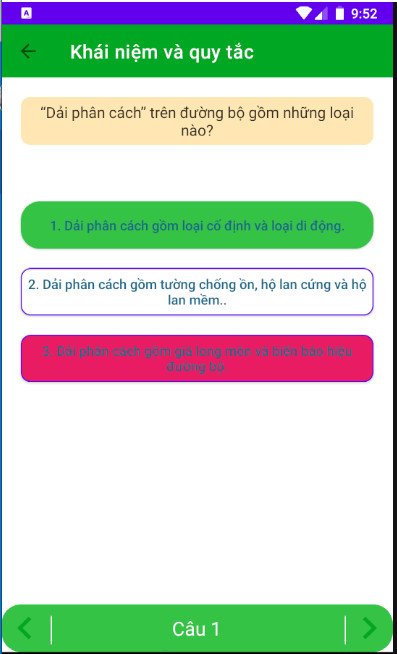 A
9:52
Khái niệm và quy tắc
“Dải phân cách” trên đường bộ gồm những loại
nào?
1. Dải phân cách gồm loại cố định và loại di động.
2. Dải phân cách gồm tường chống ồn, hộ lan cứng và hộ
lan mềm..
3. Dải phân cách gồm giá long môn và biển báo hiệu
đường bộ.
Câu 1